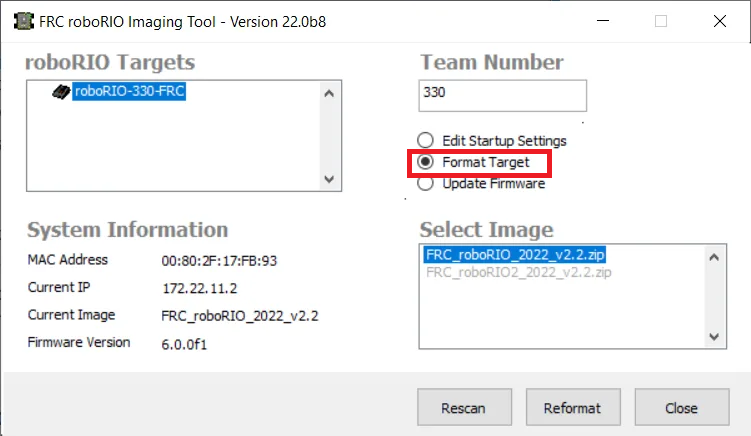 FRC roboRIO Imaging Tool - Version 22.0b8
roboRIO Targets
roboRIO-330-FRC
Team Number
330
Edit Startup Settings
Format Target
Update Firmware
System Information
MAC Address 00:80:2F:17:FB:93
Current IP 172.22.11.2
Current Image FRC_roboRIO_2022_v2.2
Firmware Version 6.0.0f1
Select Image
FRC_roboRIO_2022_v2.2.zip
FRC_roboRIO2_2022_v2.2.zip
Rescan Reformat Close